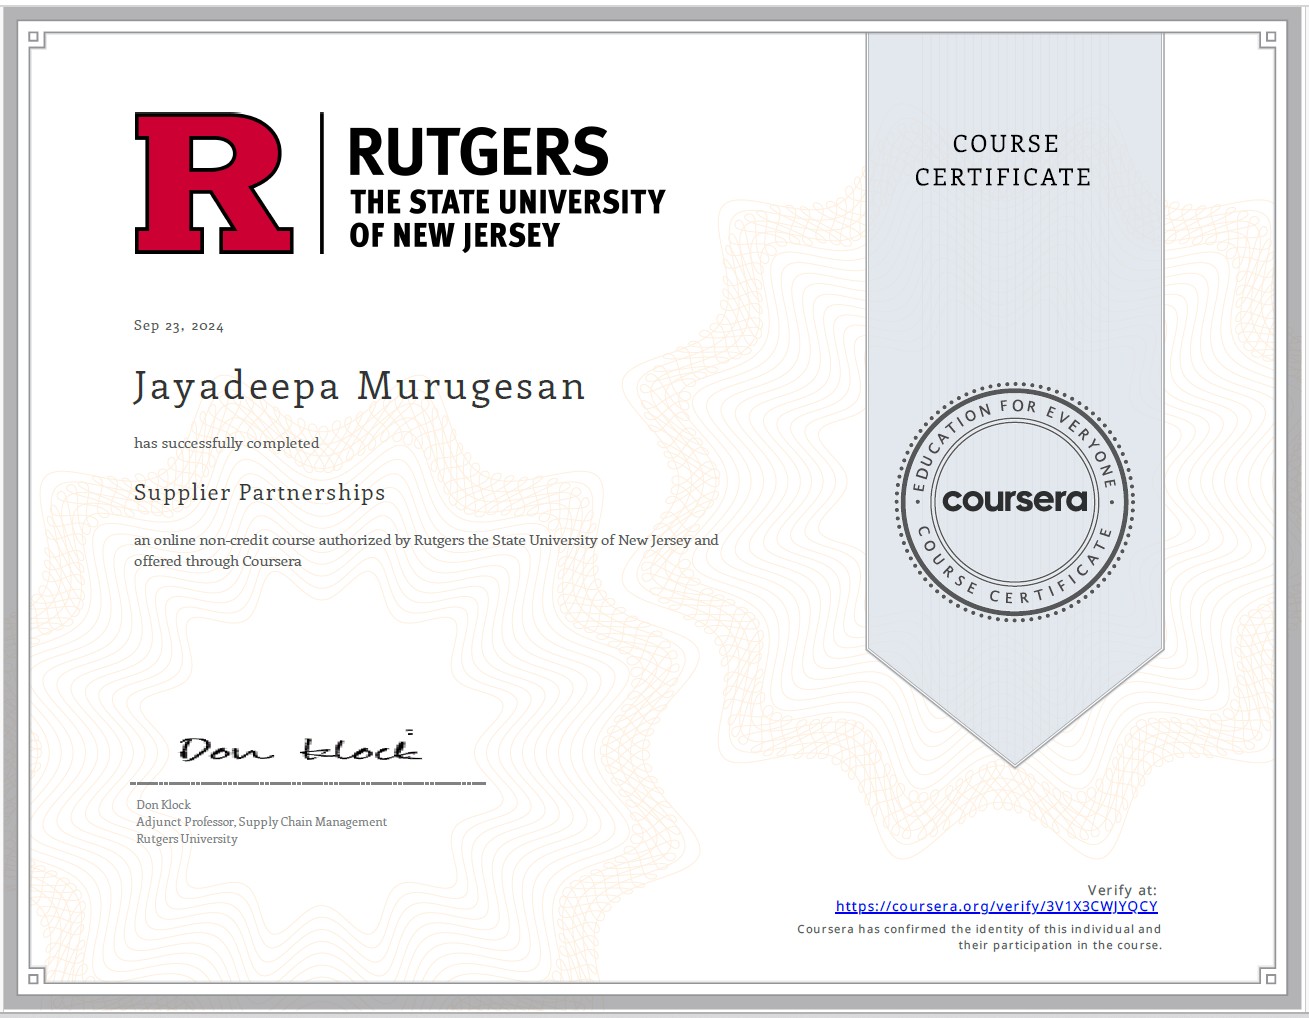 R
RUTGERS
THE STATE UNIVERSITY
OF NEW JERSEY
COURSE
CERTIFICATE
Sep 23, 2024
Jayadeepa Murugesan
has successfully completed
Supplier Partnerships
an online non-credit course authorized by Rutgers the State University of New Jersey and
offered through Coursera
EDUCATION FOR EVERYONE
coursera
COURSE CERTIFICATE
Don Klock
Don Klock
Adjunct Professor, Supply Chain Management
Rutgers University
Verify at:
https://coursera.org/verify/3V1X3CWJYQCY
Coursera has confirmed the identity of this individual and
their participation in the course.